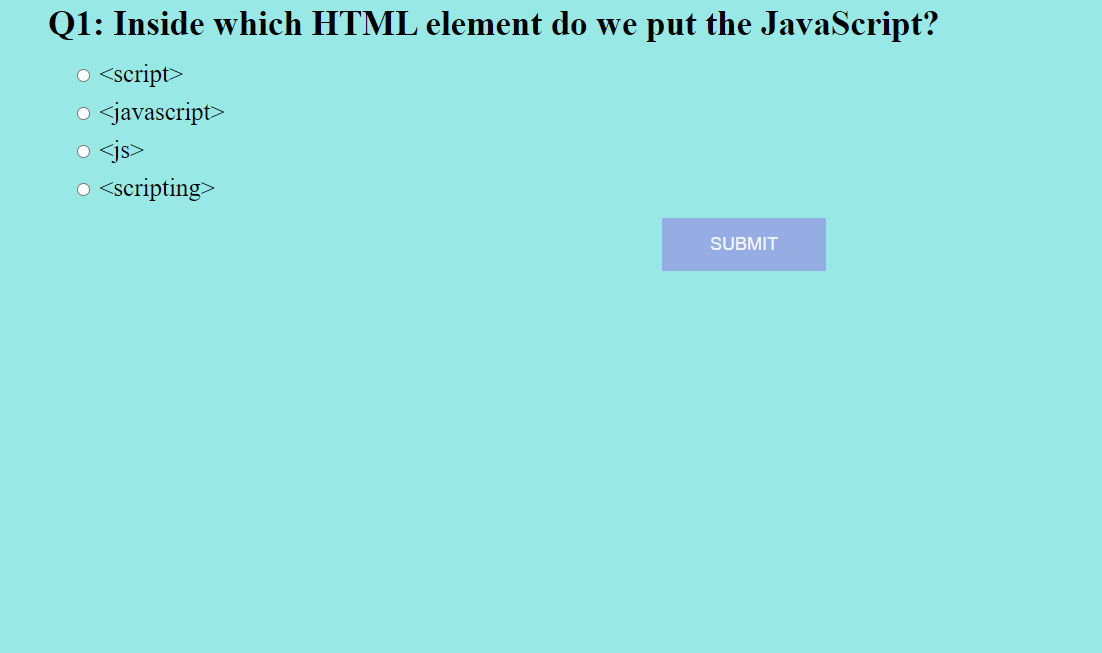 Q1: Inside which HTML element do we put the JavaScript?
<script>
<javascript>
<js>
<scripting>
SUBMIT